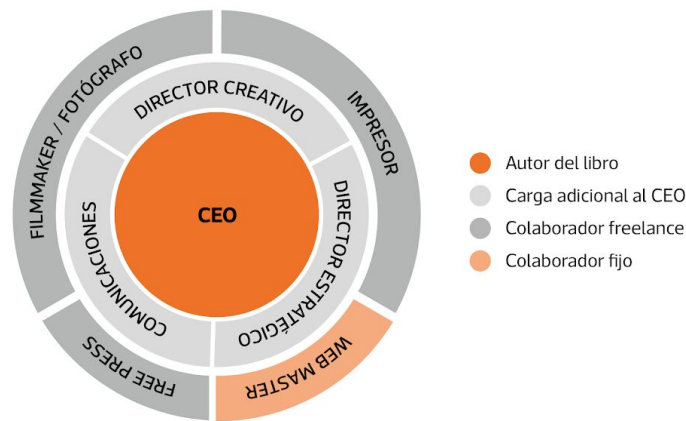 FILMMAKER / FOTÓGRAFO
IMPRESOR
DIRECTOR CREATIVO
CEO
COMUNICACIONES
DIRECTOR ESTRATÉGICO
FREE PRESS
WEB MASTER
Autor del libro
Carga adicional al CEO
Colaborador freelance
Colaborador fijo